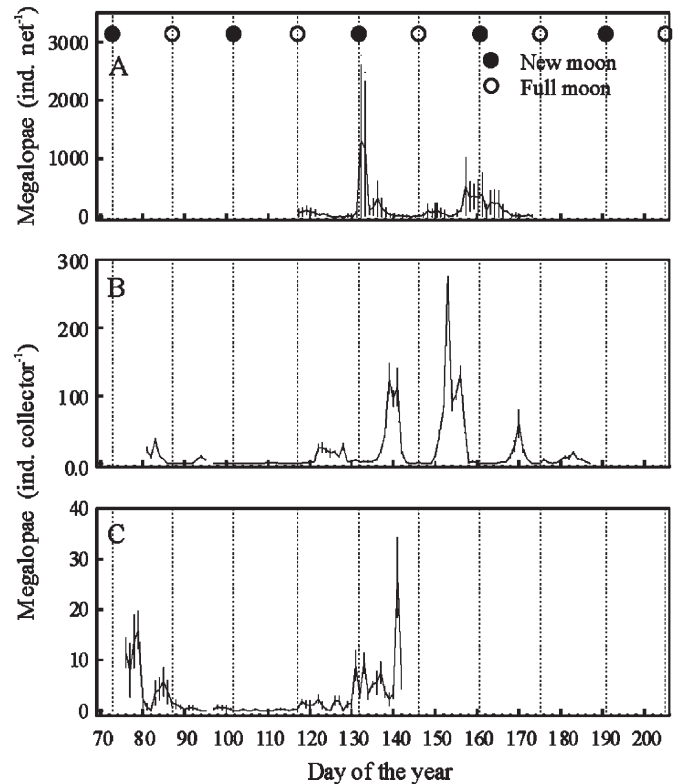 3000
2000
1000
0
A
New moon
Full moon
Megalopae (ind. net⁻¹)
300
200
100
0.0
B
Megalopae (ind. collector⁻¹)
40
30
20
10
0
C
70 80 90 100 110 120 130 140 150 160 170 180 190 200
Day of the year